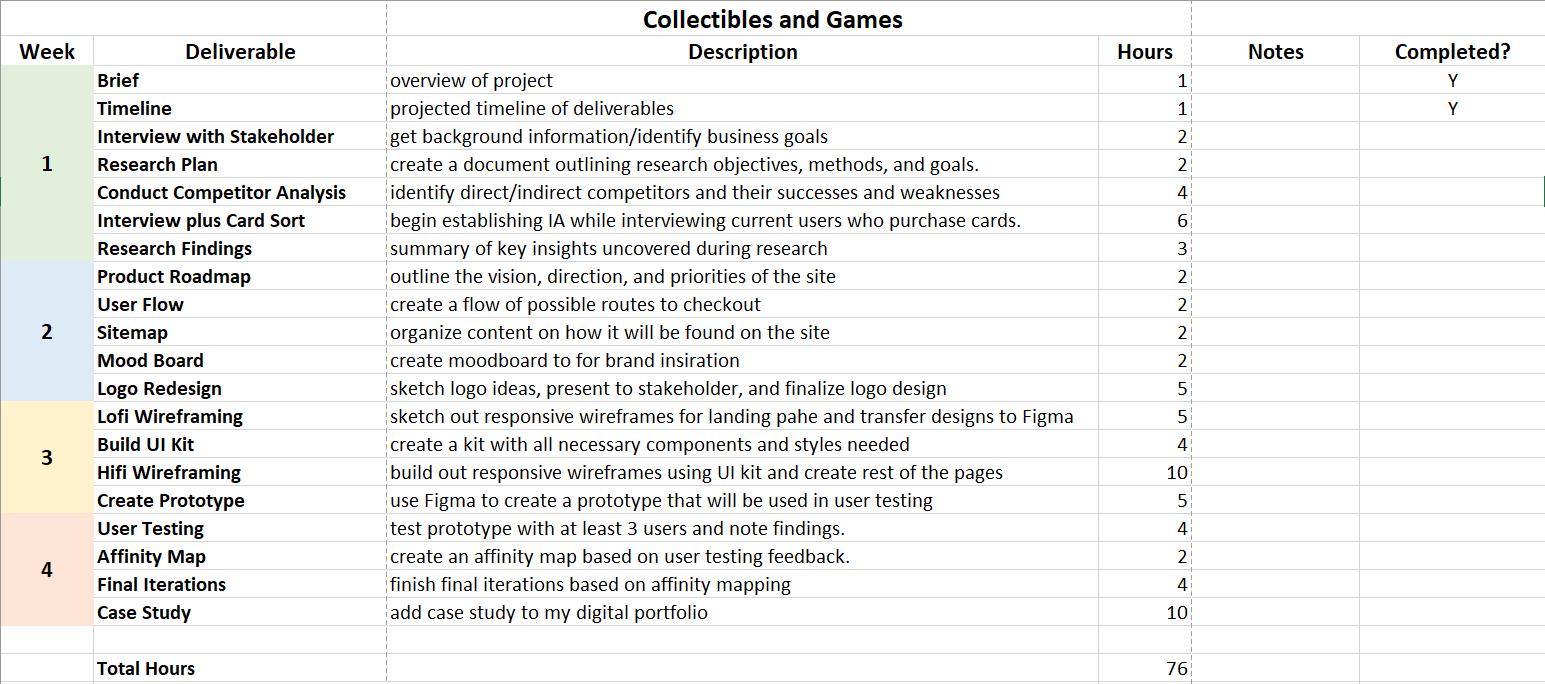 Collectibles and Games
Week Deliverable Description Hours Notes Completed?
1
Brief overview of project 1 Y
Timeline projected timeline of deliverables 1 Y
Interview with Stakeholder get background information/identify business goals 2
Research Plan create a document outlining research objectives, methods, and goals. 2
Conduct Competitor Analysis identify direct/indirect competitors and their successes and weaknesses 4
Interview plus Card Sort begin establishing IA while interviewing current users who purchase cards. 6
Research Findings summary of key insights uncovered during research 3
2
Product Roadmap outline the vision, direction, and priorities of the site 2
User Flow create a flow of possible routes to checkout 2
Sitemap organize content on how it will be found on the site 2
Mood Board create moodboard to for brand insiration 2
Logo Redesign sketch logo ideas, present to stakeholder, and finalize logo design 5
3
Lofi Wireframing sketch out responsive wireframes for landing pahe and transfer designs to Figma 5
Build UI Kit create a kit with all necessary components and styles needed 4
Hifi Wireframing build out responsive wireframes using UI kit and create rest of the pages 10
Create Prototype use Figma to create a prototype that will be used in user testing 5
4
User Testing test prototype with at least 3 users and note findings. 4
Affinity Map create an affinity map based on user testing feedback. 2
Final Iterations finish final iterations based on affinity mapping 4
Case Study add case study to my digital portfolio 10
Total Hours 76